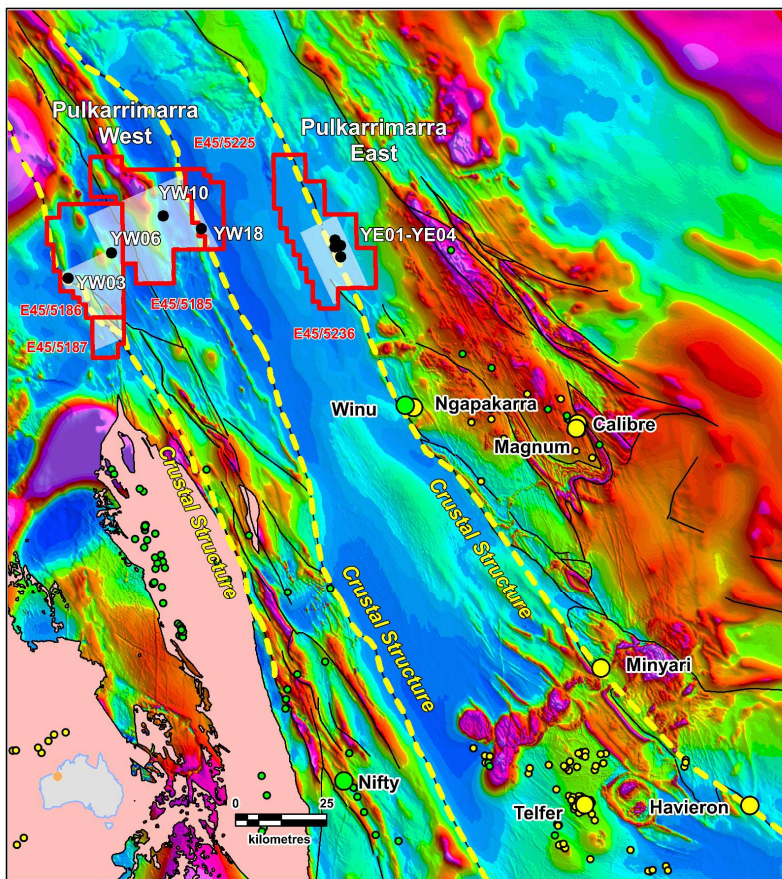 Pulkarrimarra
West
E45/5225
Pulkarrimarra
East
YW10
YW18
YE01-YE04
YW06
YW03
E45/5186
E45/5185
E45/5187
E45/5236
Winu
Ngapakarra
Calibre
Magnum
Crustal Structure
Crustal Structure
Crustal Structure
Minyari
Nifty
Telfer
Havieron
0
25
kilometres